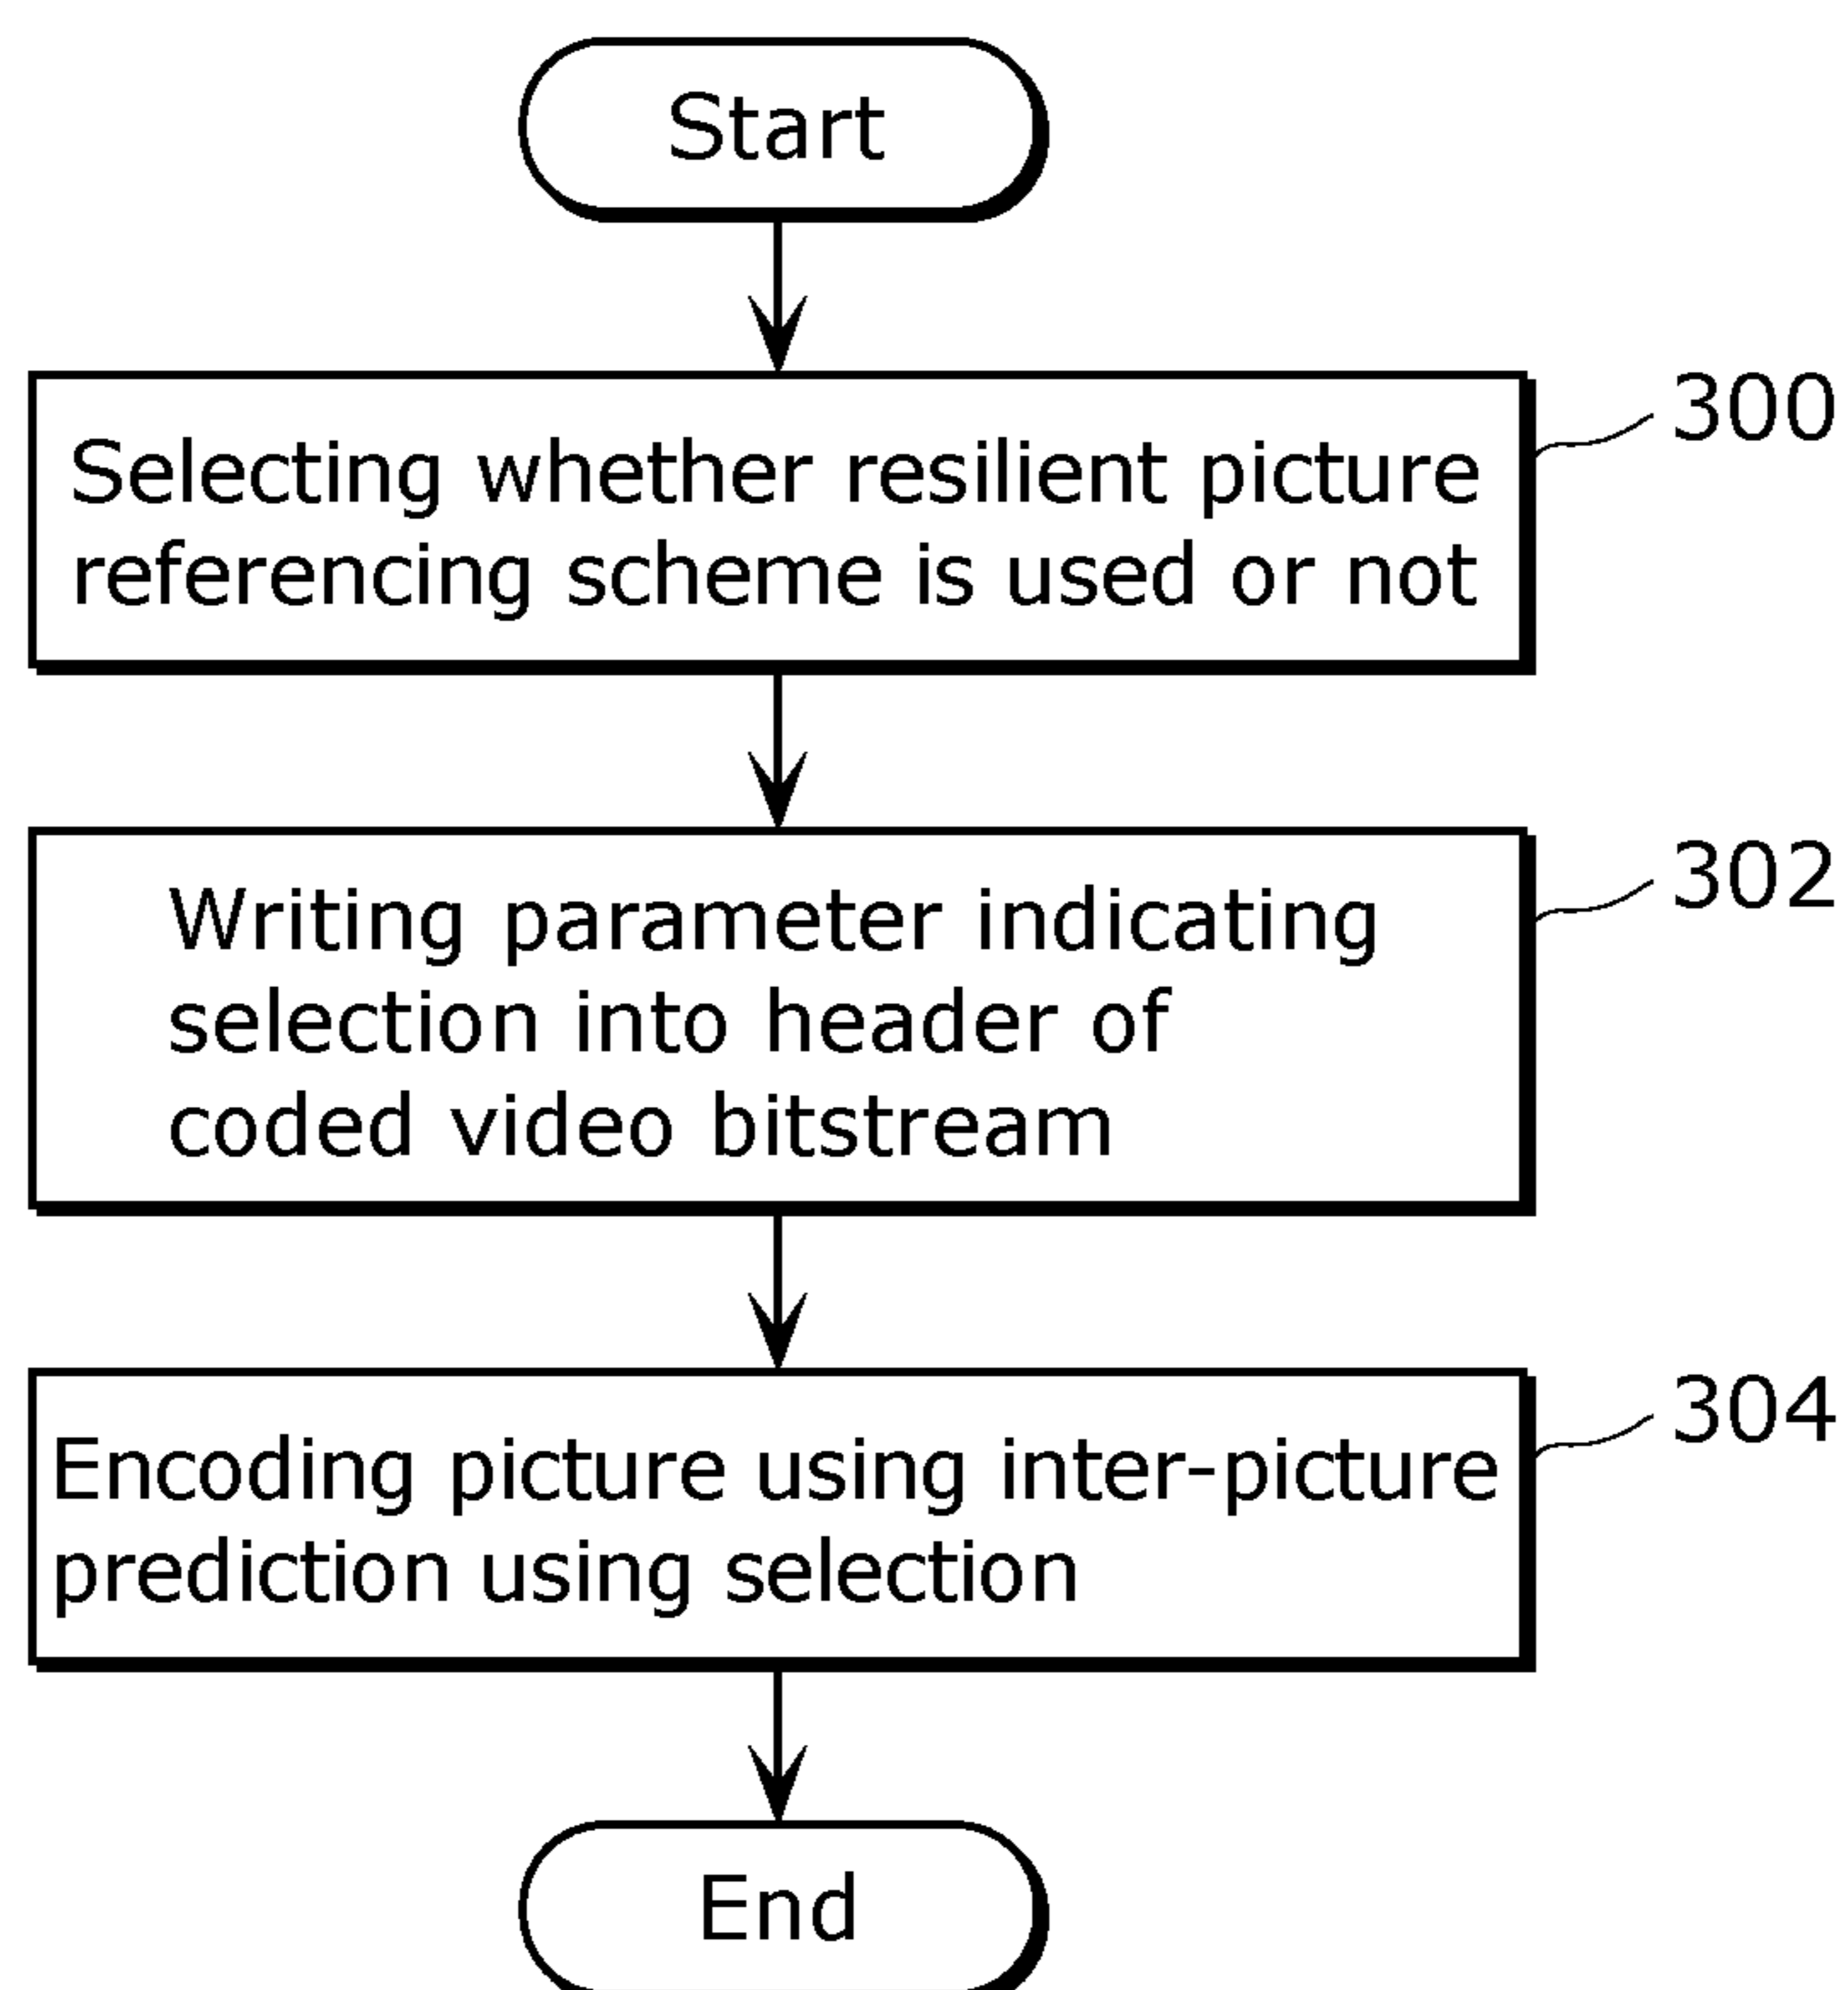 Start
300
Selecting whether resilient picture
referencing scheme is used or not
302
Writing parameter indicating
selection into header of
coded video bitstream
304
Encoding picture using inter-picture
prediction using selection
End